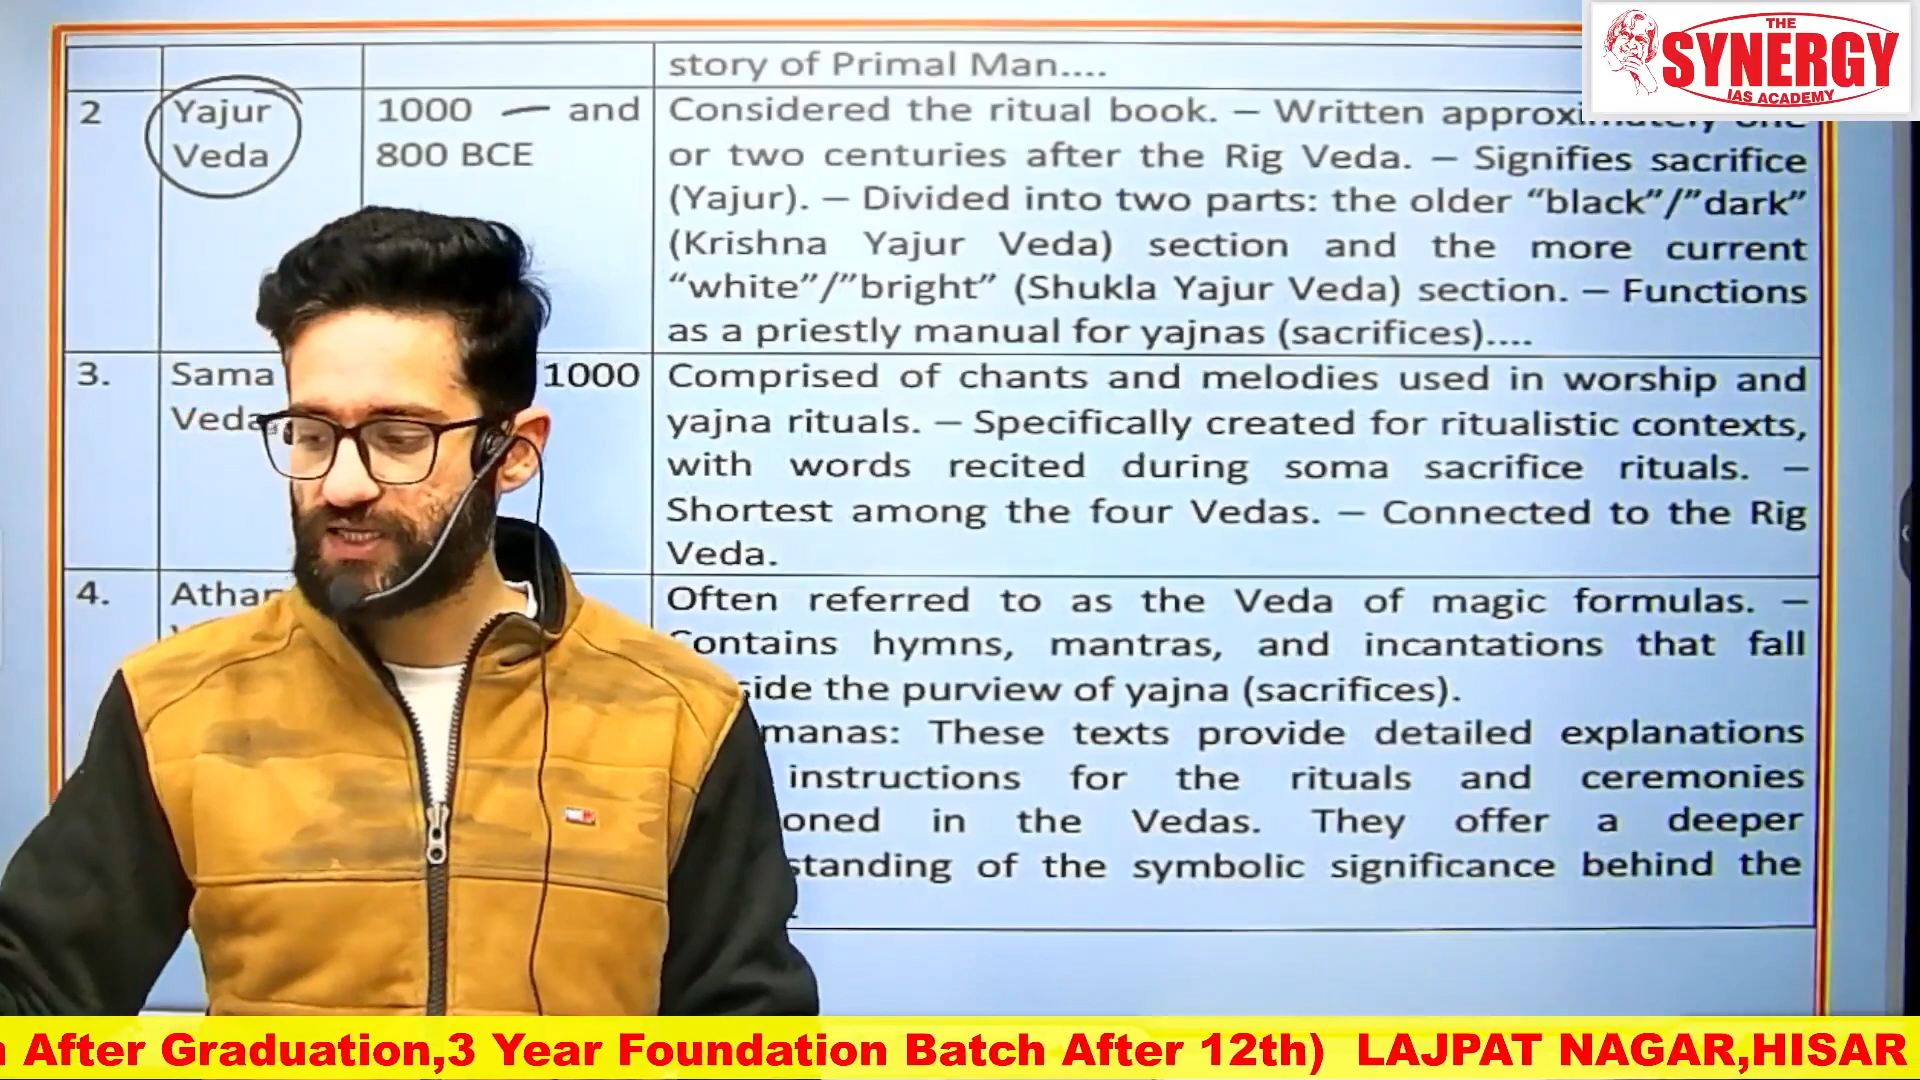 THE
SYNERGY
IAS ACADEMY
story of Primal Man....
2
Yajur
Veda
1000 — and
800 BCE
Considered the ritual book. – Written approximately one
or two centuries after the Rig Veda. – Signifies sacrifice
(Yajur). – Divided into two parts: the older “black”/”dark”
(Krishna Yajur Veda) section and the more current
“white”/”bright” (Shukla Yajur Veda) section. – Functions
as a priestly manual for yajnas (sacrifices)....
3.
Sama
Veda
1000
Comprised of chants and melodies used in worship and
yajna rituals. – Specifically created for ritualistic contexts,
with words recited during soma sacrifice rituals. –
Shortest among the four Vedas. – Connected to the Rig
Veda.
4.
Often referred to as the Veda of magic formulas. –
Contains hymns, mantras, and incantations that fall
the purview of yajna (sacrifices).
These texts provide detailed explanations
instructions for the rituals and ceremonies
in the Vedas. They offer a deeper
of the symbolic significance behind the
After Graduation,3 Year Foundation Batch After 12th) LAJPAT NAGAR,HISAR